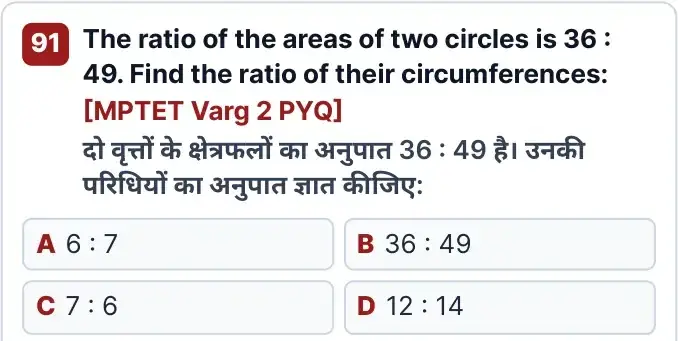 91 The ratio of the areas of two circles is 36 :
49. Find the ratio of their circumferences:
[MPTET Varg 2 PYQ]
दो वृत्तों के क्षेत्रफलों का अनुपात 36 : 49 है। उनकी
परिधियों का अनुपात ज्ञात कीजिए:
A 6 : 7
B 36 : 49
C 7 : 6
D 12 : 14